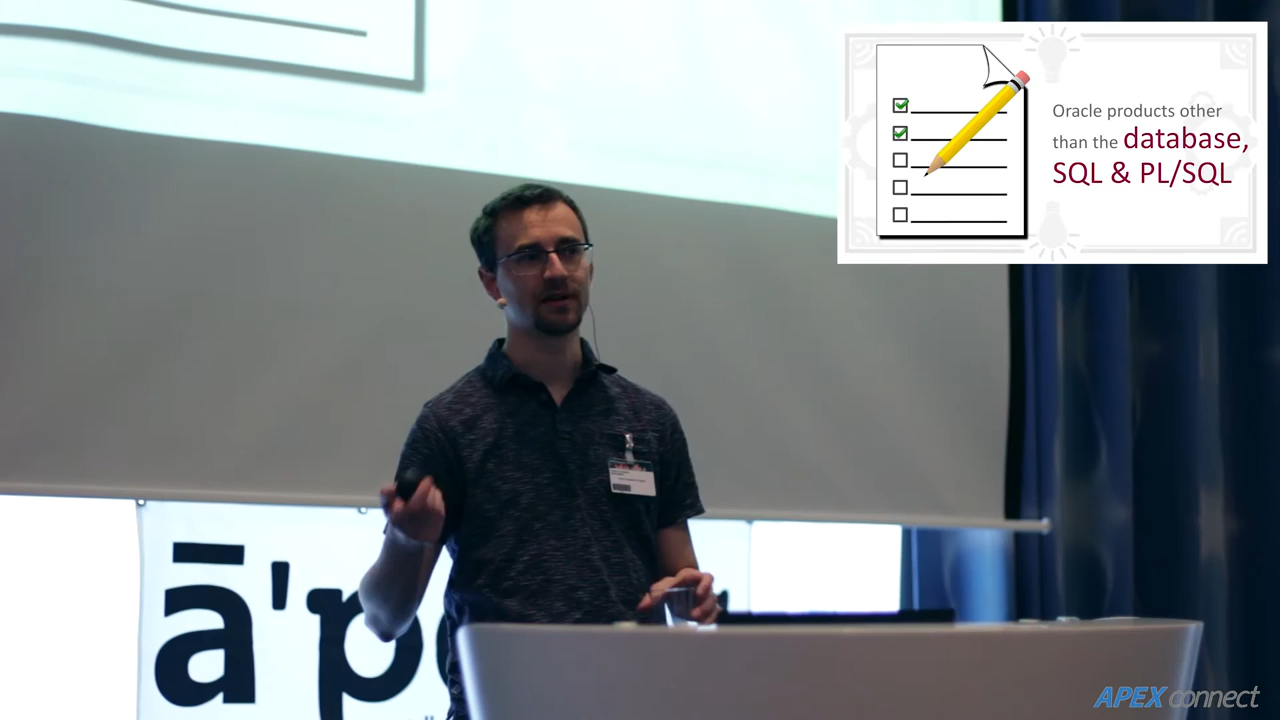 Oracle products other
than the database,
SQL & PL/SQL
ā'p
APEX connect